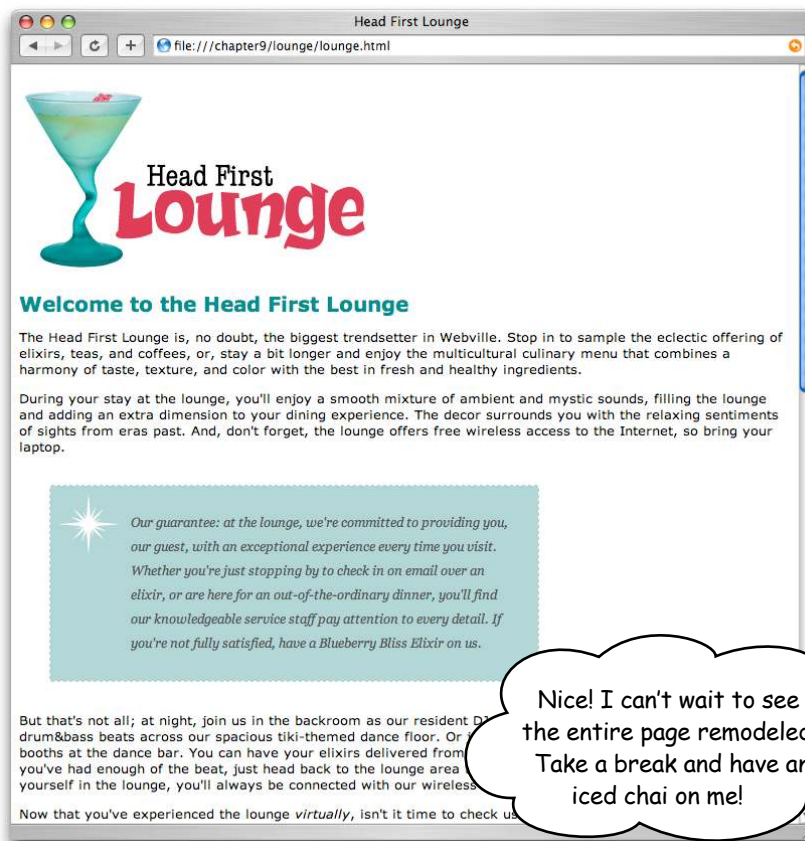 Head First Lounge
file:///chapter9/lounge/lounge.html
Head First
Lounge
Welcome to the Head First Lounge
The Head First Lounge is, no doubt, the biggest trendsetter in Webville. Stop in to sample the eclectic offering of
elixirs, teas, and coffees, or, stay a bit longer and enjoy the multicultural culinary menu that combines a
harmony of taste, texture, and color with the best in fresh and healthy ingredients.
During your stay at the lounge, you'll enjoy a smooth mixture of ambient and mystic sounds, filling the lounge
and adding an extra dimension to your dining experience. The decor surrounds you with the relaxing sentiments
of sights from eras past. And, don't forget, the lounge offers free wireless access to the Internet, so bring your
laptop.
Our guarantee: at the lounge, we're committed to providing you,
our guest, with an exceptional experience every time you visit.
Whether you're just stopping by to check in on email over an
elixir, or are here for an out-of-the-ordinary dinner, you'll find
our knowledgeable service staff pay attention to every detail. If
you're not fully satisfied, have a Blueberry Bliss Elixir on us.
But that's not all; at night, join us in the backroom as our resident
drum&bass beats across our spacious tiki-themed dance floor. Or
booths at the dance bar. You can have your elixirs delivered from
you've had enough of the beat, just head back to the lounge area
yourself in the lounge, you'll always be connected with our wireless
Now that you've experienced the lounge virtually, isn't it time to check us
Nice! I can't wait to see
the entire page remodeled
Take a break and have an
iced chai on me!